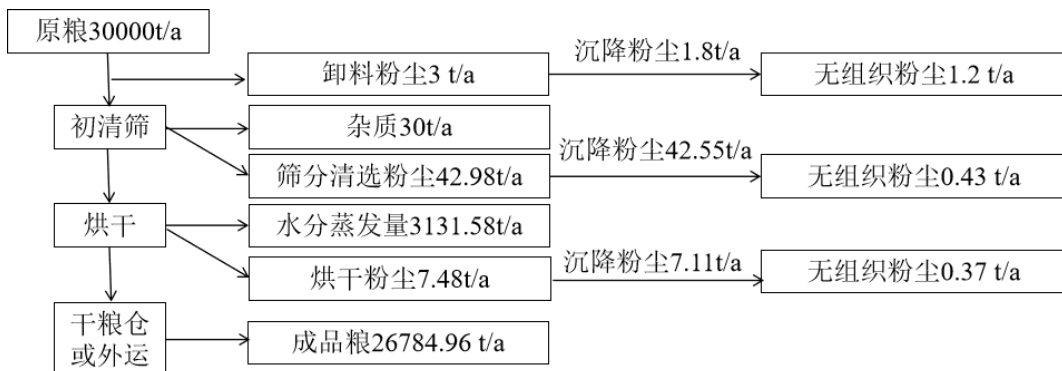 原粮30000t/a
卸料粉尘3 t/a
沉降粉尘1.8t/a
无组织粉尘1.2 t/a
初清筛
杂质30t/a
筛分清选粉尘42.98t/a
沉降粉尘42.55t/a
无组织粉尘0.43 t/a
烘干
水分蒸发量3131.58t/a
烘干粉尘7.48t/a
沉降粉尘7.11t/a
无组织粉尘0.37 t/a
干粮仓
或外运
成品粮26784.96 t/a